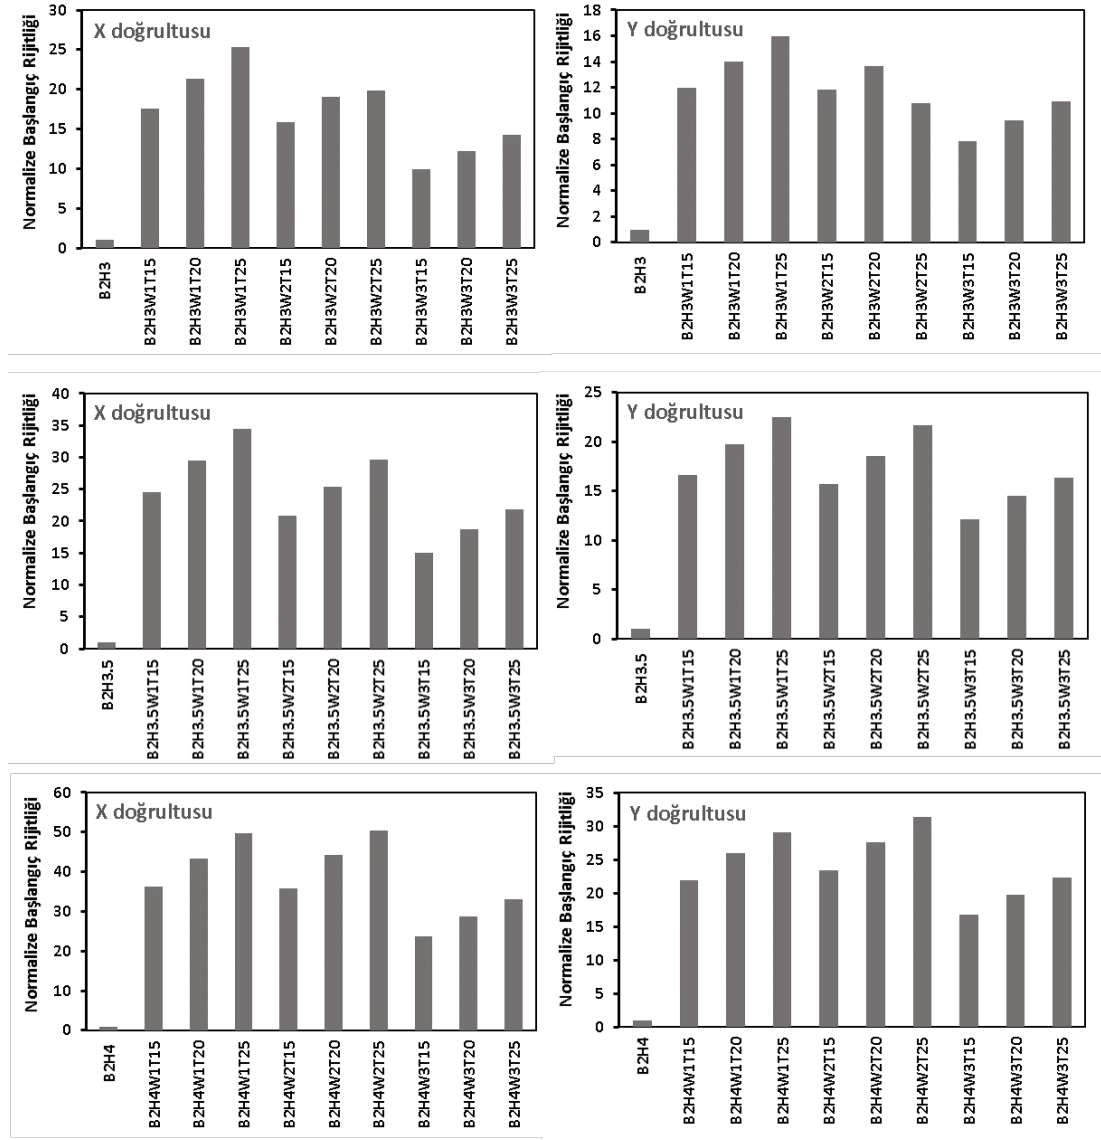 X doğrultusu
Normalize Başlangıç Rijitliği
30
25
20
15
10
5
0
B2H3
B2H3W1T15
B2H3W1T20
B2H3W1T25
B2H3W2T15
B2H3W2T20
B2H3W2T25
B2H3W3T15
B2H3W3T20
B2H3W3T25
Y doğrultusu
Normalize Başlangıç Rijitliği
18
16
14
12
10
8
6
4
2
0
B2H3
B2H3W1T15
B2H3W1T20
B2H3W1T25
B2H3W2T15
B2H3W2T20
B2H3W2T25
B2H3W3T15
B2H3W3T20
B2H3W3T25
X doğrultusu
Normalize Başlangıç Rijitliği
40
35
30
25
20
15
10
5
0
B2H3.5
B2H3.5W1T15
B2H3.5W1T20
B2H3.5W1T25
B2H3.5W2T15
B2H3.5W2T20
B2H3.5W2T25
B2H3.5W3T15
B2H3.5W3T20
B2H3.5W3T25
Y doğrultusu
Normalize Başlangıç Rijitliği
25
20
15
10
5
0
B2H3.5
B2H3.5W1T15
B2H3.5W1T20
B2H3.5W1T25
B2H3.5W2T15
B2H3.5W2T20
B2H3.5W2T25
B2H3.5W3T15
B2H3.5W3T20
B2H3.5W3T25
X doğrultusu
Normalize Başlangıç Rijitliği
60
50
40
30
20
10
0
B2H4
B2H4W1T15
B2H4W1T20
B2H4W1T25
B2H4W2T15
B2H4W2T20
B2H4W2T25
B2H4W3T15
B2H4W3T20
B2H4W3T25
Y doğrultusu
Normalize Başlangıç Rijitliği
35
30
25
20
15
10
5
0
B2H4
B2H4W1T15
B2H4W1T20
B2H4W1T25
B2H4W2T15
B2H4W2T20
B2H4W2T25
B2H4W3T15
B2H4W3T20
B2H4W3T25